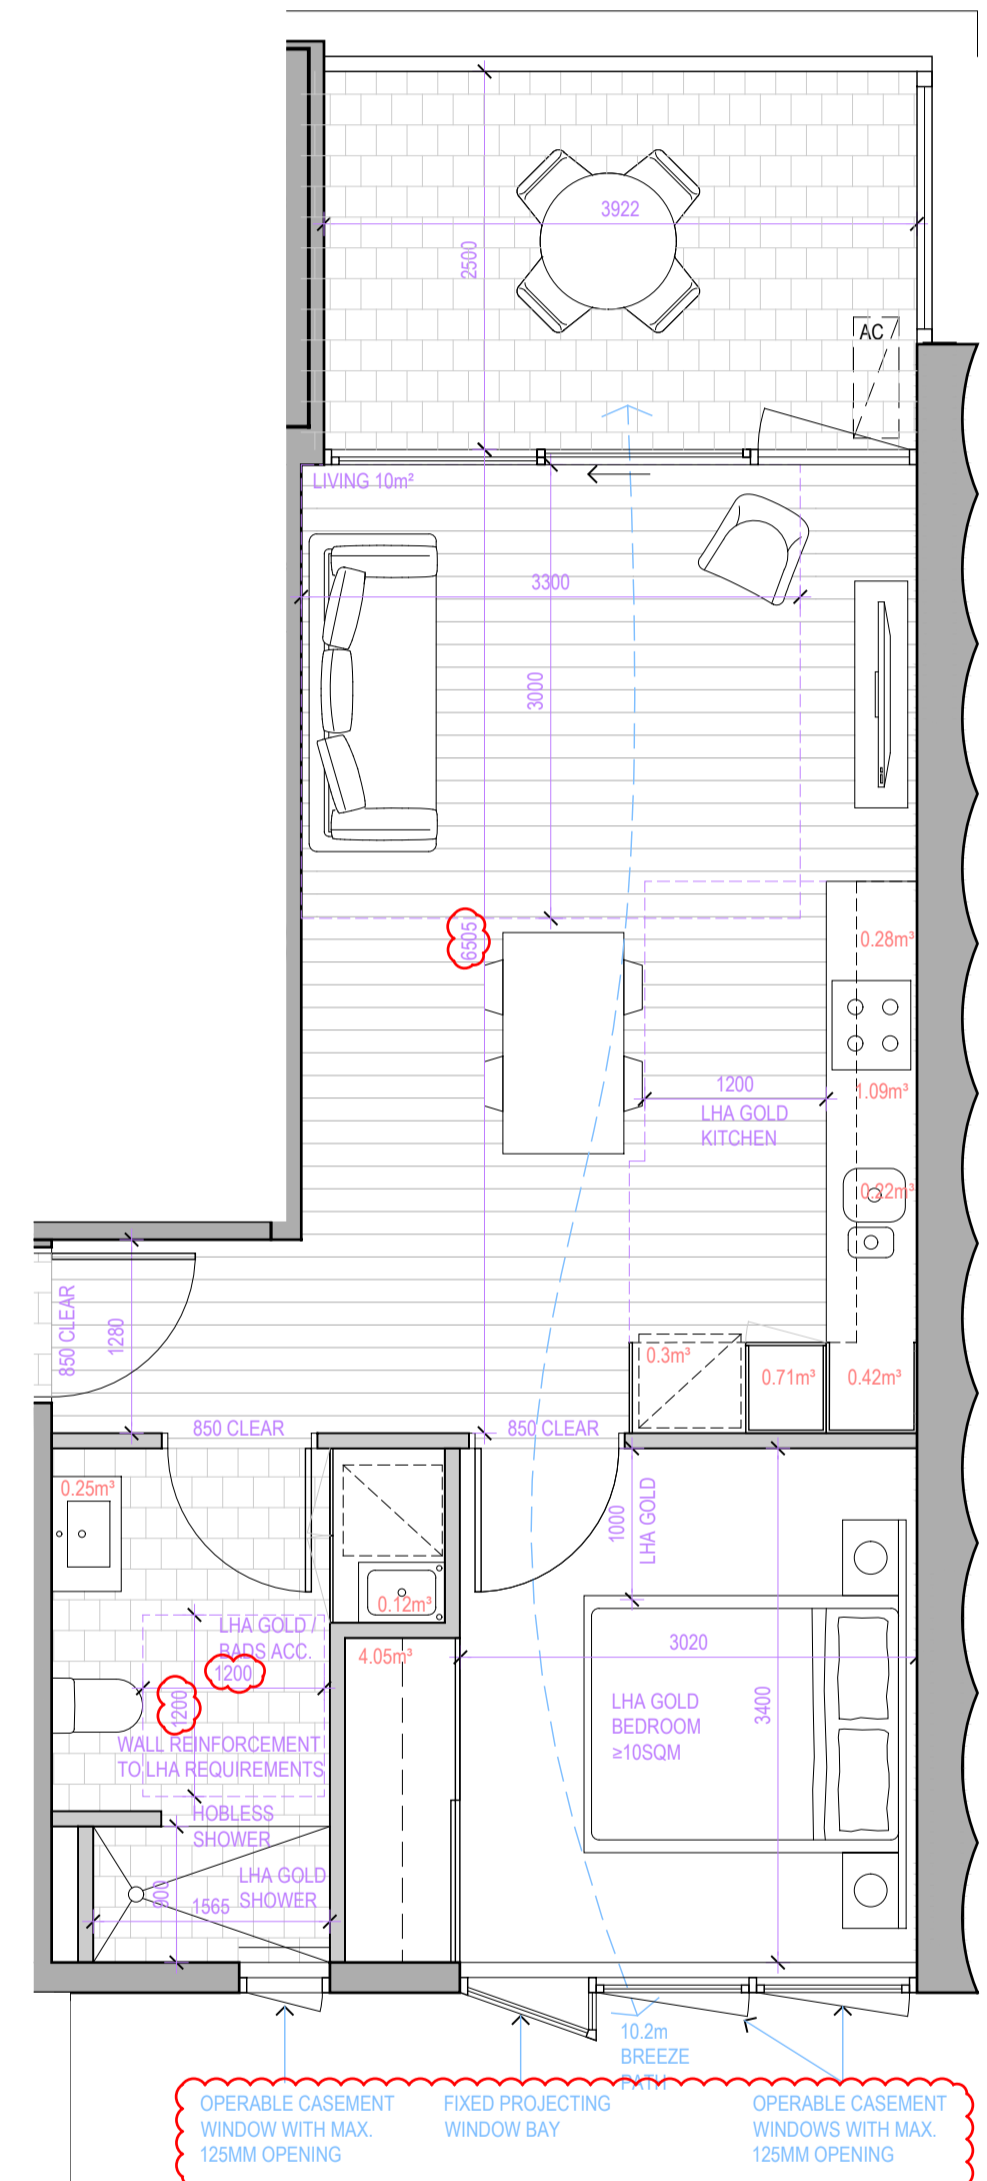 3922
2500
AC
LIVING 10m²
3300
3000
6505
0.28m³
1200
LHA GOLD
KITCHEN
1.09m³
0.22m³
850 CLEAR
1280
0.3m³
0.71m³
0.42m³
850 CLEAR
850 CLEAR
0.25m³
1000
LHA GOLD
0.12m³
LHA GOLD /
BADS ACC.
1200
1200
4.05m³
3020
3400
LHA GOLD
BEDROOM
≥10SQM
WALL REINFORCEMENT
TO LHA REQUIREMENTS
HOBLESS
SHOWER
LHA GOLD
SHOWER
900
1565
10.2m
BREEZE
PATH
OPERABLE CASEMENT
WINDOW WITH MAX.
125MM OPENING
FIXED PROJECTING
WINDOW BAY
OPERABLE CASEMENT
WINDOWS WITH MAX.
125MM OPENING